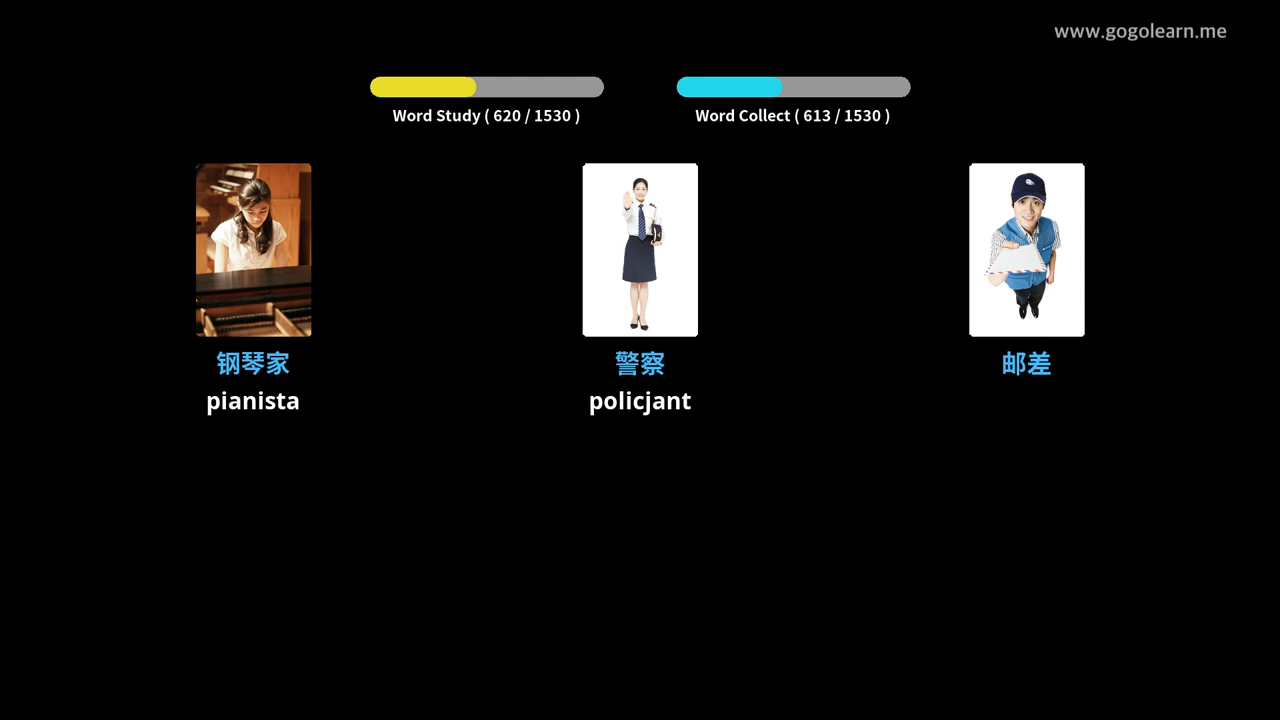 www.gogolearn.me
Word Study ( 620 / 1530 )
Word Collect ( 613 / 1530 )
钢琴家
警察
邮差
pianista
policjant